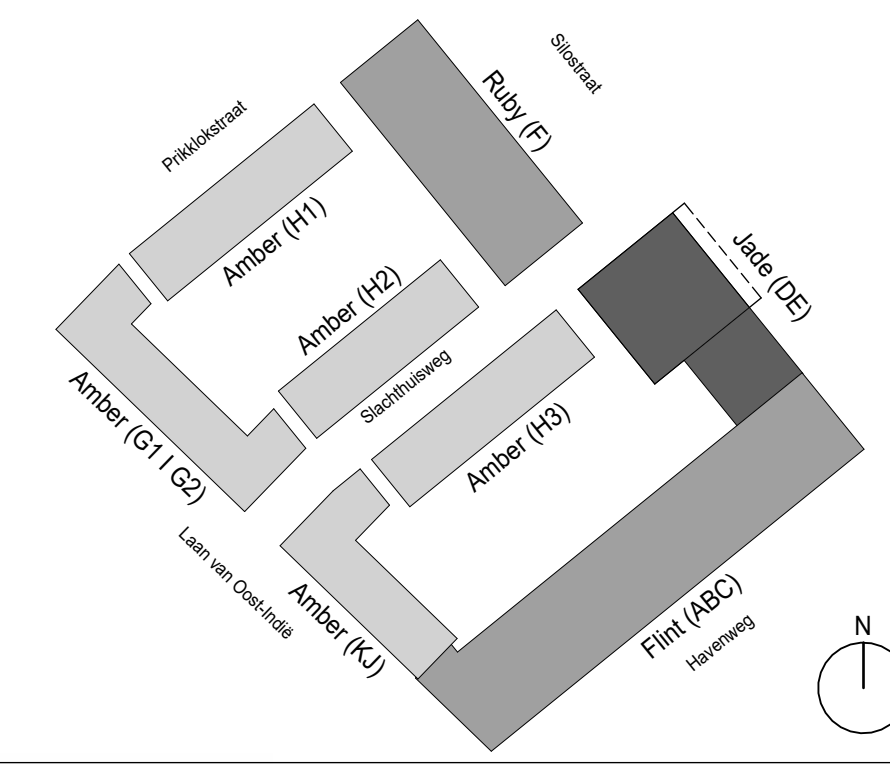 Silostraat
Ruby (F)
Prikklokstraat
Amber (H1)
Jade (DE)
Amber (H2)
Slachthuisweg
Amber (G1 I G2)
Amber (H3)
Laan van Oost-Indië
Amber (KJ)
Flint (ABC)
Havenweg
N